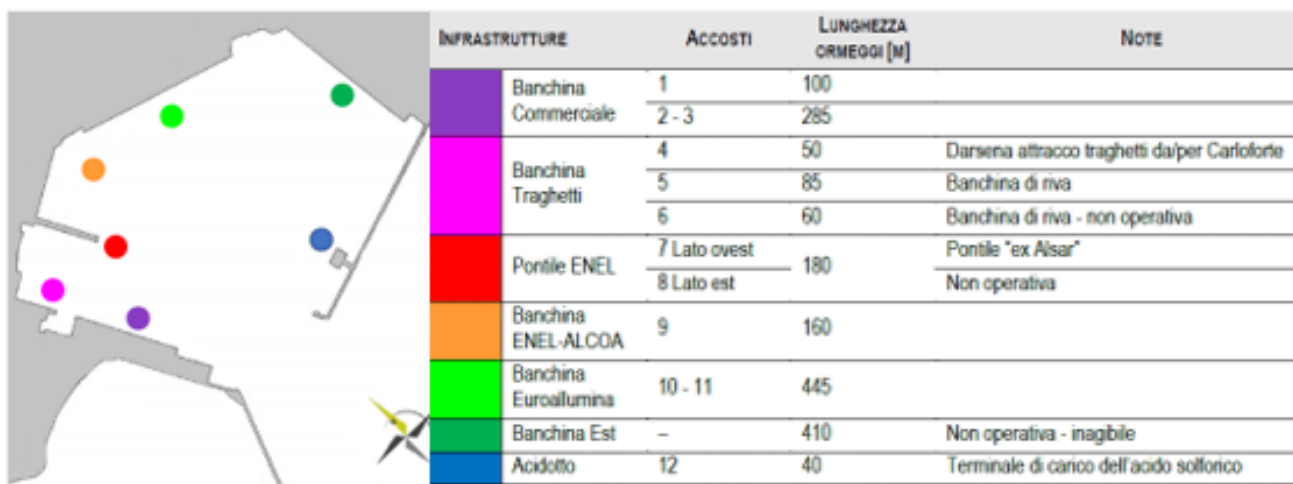 INFRASTRUTTURE ACCOSTI LUNGHEZZA ORMEGGI [M] NOTE
Banchina Commerciale 1 100
2 - 3 285
Banchina Traghetti 4 50 Darsena attracco traghetti da/per Carloforte
5 85 Banchina di riva
6 60 Banchina di riva - non operativa
Pontile ENEL 7 Lato ovest 180 Pontile "ex Alsar"
8 Lato est Non operativa
Banchina ENEL-ALCOA 9 160
Banchina Euroallumina 10 - 11 445
Banchina Est – 410 Non operativa - inagibile
Acidotto 12 40 Terminale di carico dell'acido solforico